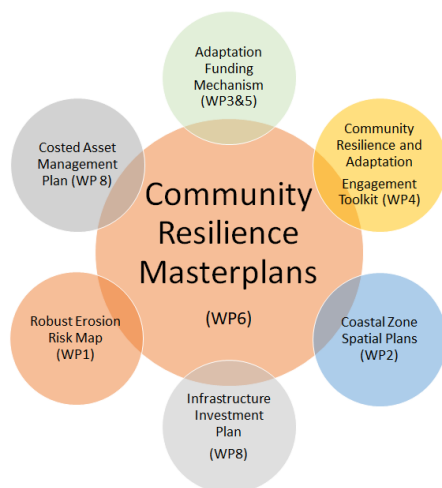 Adaptation
Funding
Mechanism
(WP3&5)
Community
Resilience and
Adaptation
Engagement
Toolkit (WP4)
Coastal Zone
Spatial Plans
(WP2)
Infrastructure
Investment
Plan
(WP8)
Robust Erosion
Risk Map
(WP1)
Costed Asset
Management
Plan (WP 8)
Community
Resilience
Masterplans
(WP6)